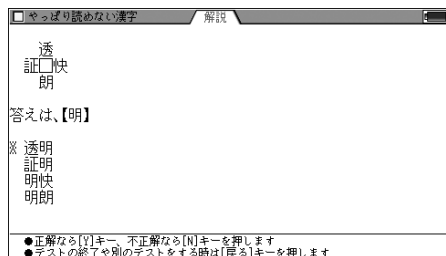 やっぱり読めない漢字 解説
透
証□快
朗
答えは、【明】
※ 透明
証明
明快
明朗
●正解なら[Y]キー、不正解なら[N]キーを押します
●テストの終了や別のテストをする時は[戻る]キーを押します